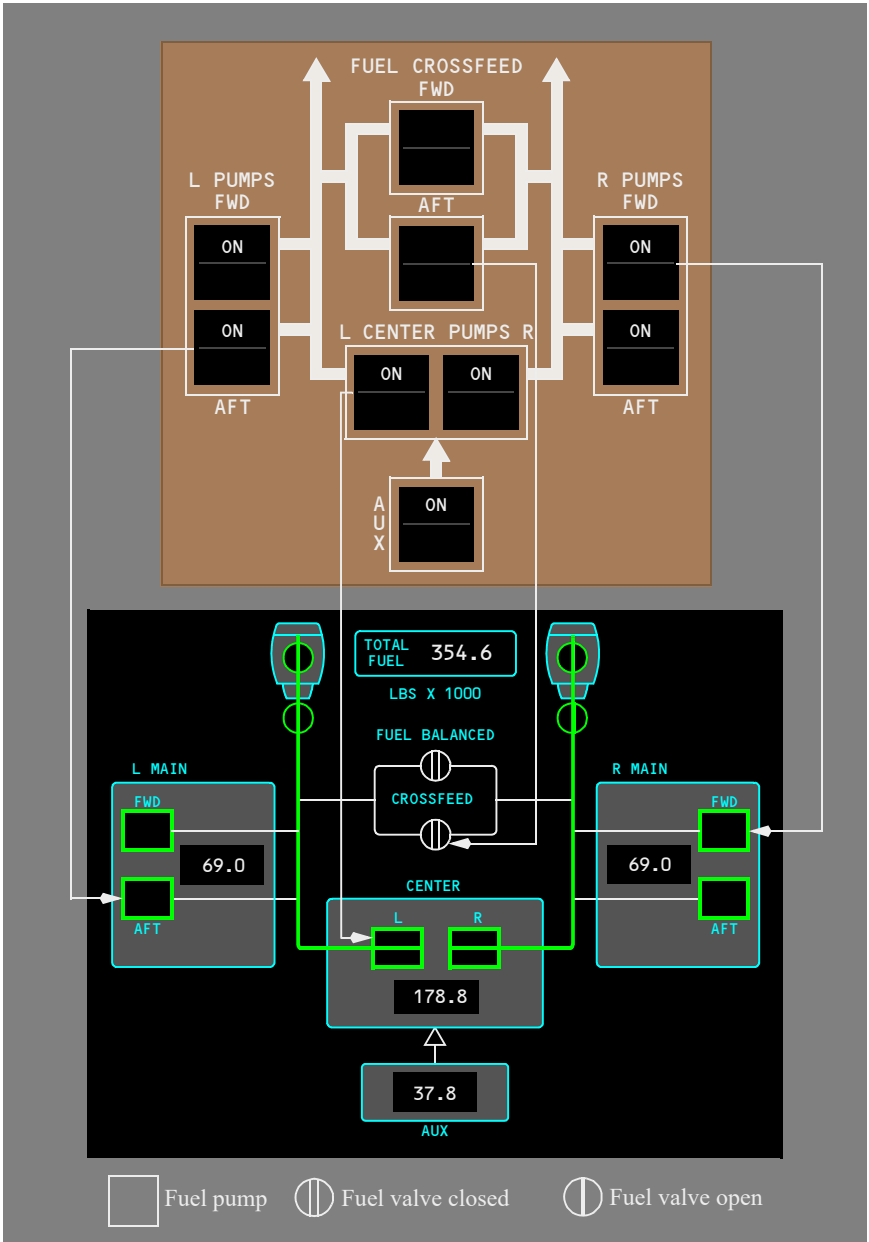 FUEL CROSSFEED
FWD
L PUMPS
FWD
R PUMPS
FWD
AFT
ON
ON
ON
ON
L CENTER PUMPS R
ON
ON
AFT
AFT
AUX
ON
TOTAL
FUEL
354.6
LBS X 1000
FUEL BALANCED
L MAIN
R MAIN
FWD
CROSSFEED
FWD
69.0
69.0
CENTER
AFT
L
R
AFT
178.8
37.8
AUX
Fuel pump
Fuel valve closed
Fuel valve open